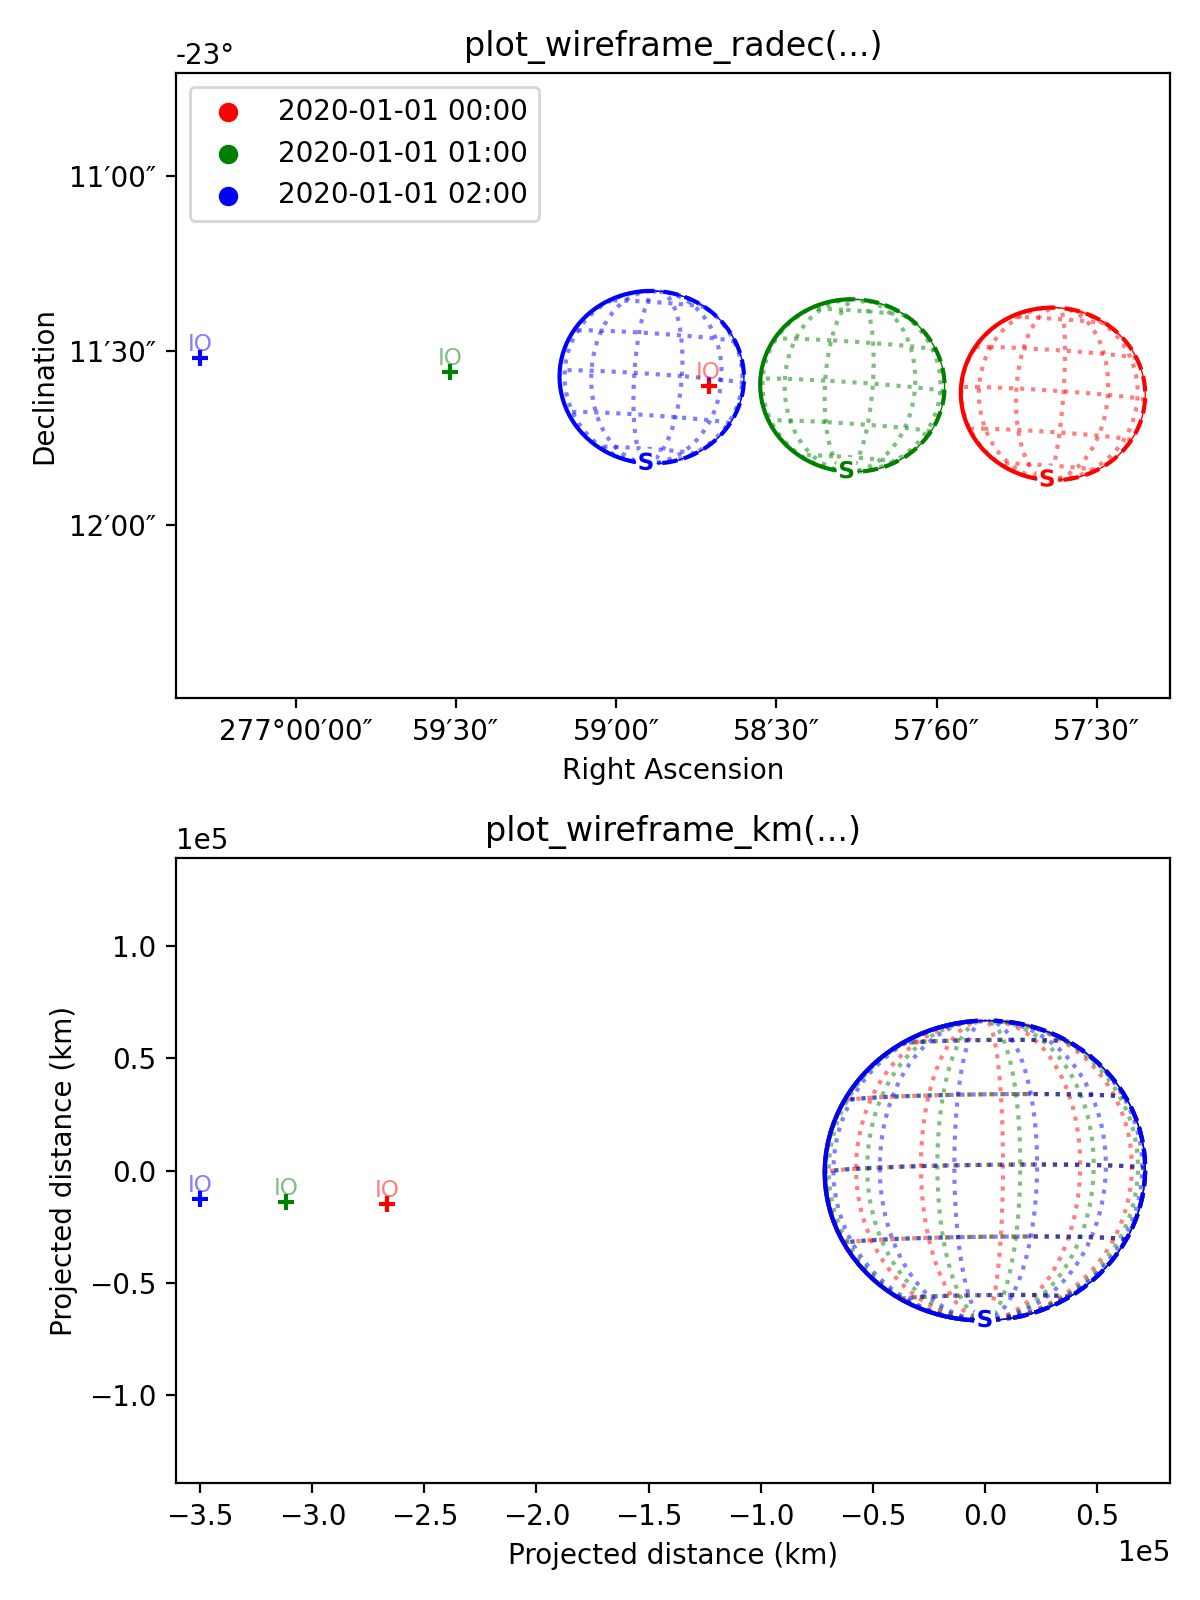 plot_wireframe_radec(...)
-23°
2020-01-01 00:00
2020-01-01 01:00
2020-01-01 02:00
11′00″
11′30″
12′00″
Declination
IO
IO
IO
S
S
S
277°00′00″ 59′30″ 59′00″ 58′30″ 57′60″ 57′30″
Right Ascension
plot_wireframe_km(...)
1e5
1.0
0.5
0.0
−0.5
−1.0
Projected distance (km)
IO
IO
IO
S
−3.5 −3.0 −2.5 −2.0 −1.5 −1.0 −0.5 0.0 0.5
1e5
Projected distance (km)